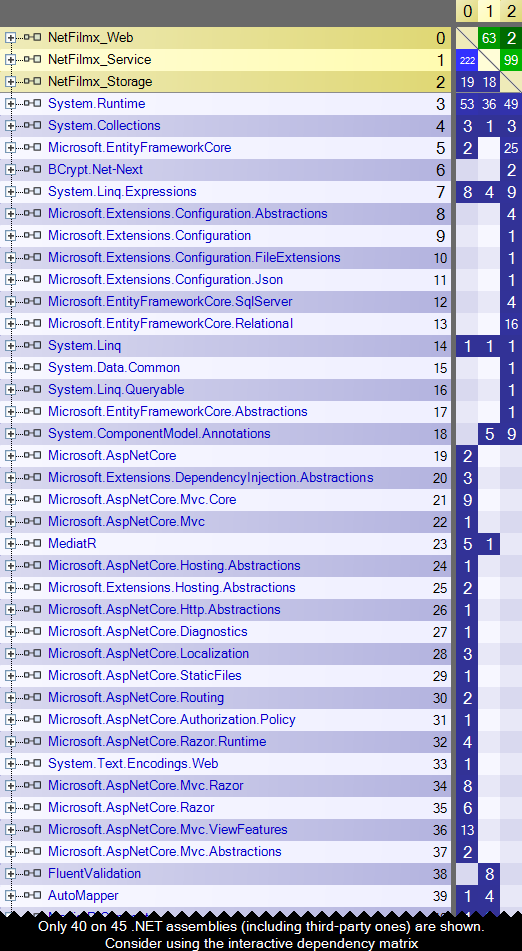 0 1 2
NetFilmx_Web 0 63 2
NetFilmx_Service 1 222 99
NetFilmx_Storage 2 19 18
System.Runtime 3 53 36 49
System.Collections 4 3 1 3
Microsoft.EntityFrameworkCore 5 2 25
BCrypt.Net-Next 6 2
System.Linq.Expressions 7 8 4 9
Microsoft.Extensions.Configuration.Abstractions 8 4
Microsoft.Extensions.Configuration 9 1
Microsoft.Extensions.Configuration.FileExtensions 10 1
Microsoft.Extensions.Configuration.Json 11 1
Microsoft.EntityFrameworkCore.SqlServer 12 4
Microsoft.EntityFrameworkCore.Relational 13 16
System.Linq 14 1 1 1
System.Data.Common 15 1
System.Linq.Queryable 16 1
Microsoft.EntityFrameworkCore.Abstractions 17 1
System.ComponentModel.Annotations 18 5 9
Microsoft.AspNetCore 19 2
Microsoft.Extensions.DependencyInjection.Abstractions 20 3
Microsoft.AspNetCore.Mvc.Core 21 9
Microsoft.AspNetCore.Mvc 22 1
MediatR 23 5 1
Microsoft.AspNetCore.Hosting.Abstractions 24 1
Microsoft.Extensions.Hosting.Abstractions 25 2
Microsoft.AspNetCore.Http.Abstractions 26 1
Microsoft.AspNetCore.Diagnostics 27 1
Microsoft.AspNetCore.Localization 28 3
Microsoft.AspNetCore.StaticFiles 29 1
Microsoft.AspNetCore.Routing 30 2
Microsoft.AspNetCore.Authorization.Policy 31 1
Microsoft.AspNetCore.Razor.Runtime 32 4
System.Text.Encodings.Web 33 1
Microsoft.AspNetCore.Mvc.Razor 34 8
Microsoft.AspNetCore.Razor 35 6
Microsoft.AspNetCore.Mvc.ViewFeatures 36 13
Microsoft.AspNetCore.Mvc.Abstractions 37 2
FluentValidation 38 8
AutoMapper 39 1 4
Only 40 on 45 .NET assemblies (including third-party ones) are shown.
Consider using the interactive dependency matrix